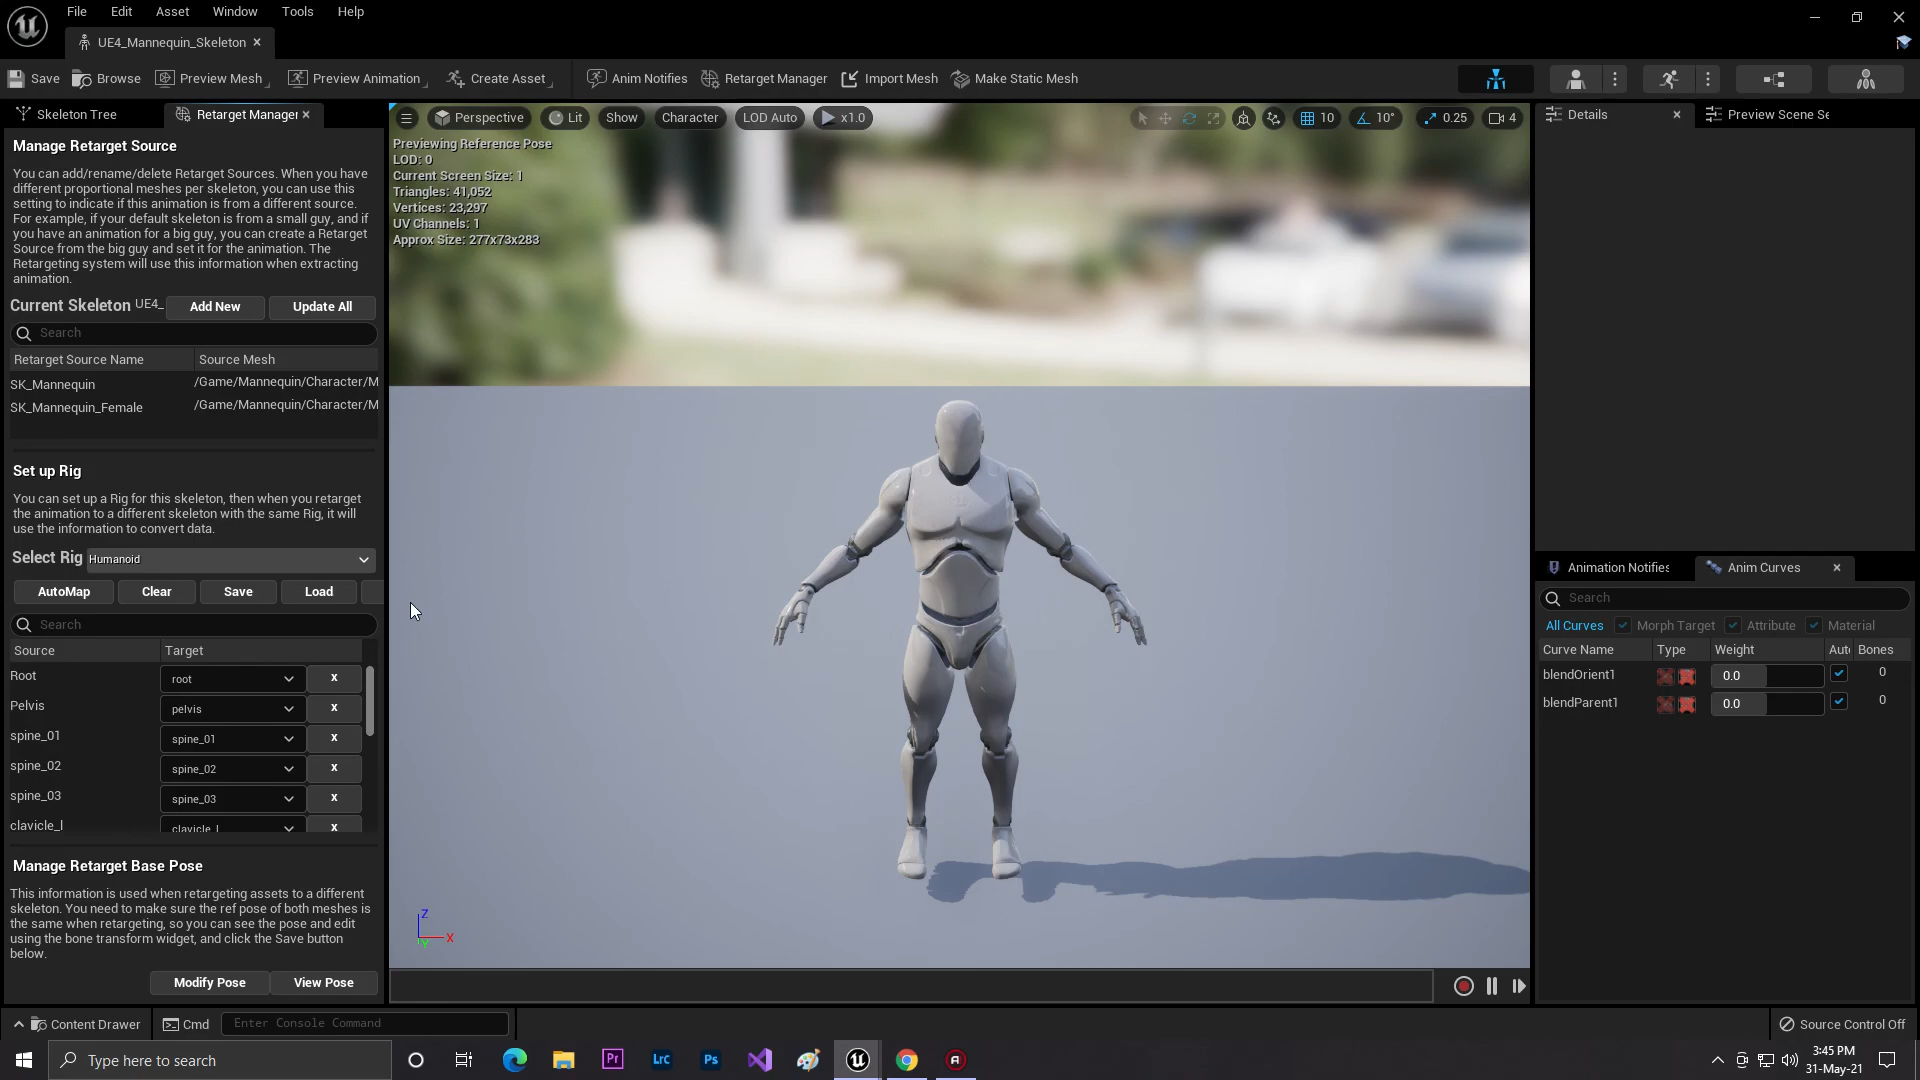 File Edit Asset Window Tools Help
UE4_Mannequin_Skeleton
Save Browse Preview Mesh Preview Animation Create Asset Anim Notifies Retarget Manager Import Mesh Make Static Mesh
Skeleton Tree Retarget Manager
Manage Retarget Source
You can add/rename/delete Retarget Sources. When you have
different proportional meshes per skeleton, you can use this
setting to indicate if this animation is from a different source.
For example, if your default skeleton is from a small guy, and if
you have an animation for a big guy, you can create a Retarget
Source from the big guy and set it for the animation. The
Retargeting system will use this information when extracting
animation.
Current Skeleton UE4_ Add New Update All
Search
Retarget Source Name Source Mesh
SK_Mannequin /Game/Mannequin/Character/M
SK_Mannequin_Female /Game/Mannequin/Character/M
Set up Rig
You can set up a Rig for this skeleton, then when you retarget
the animation to a different skeleton with the same Rig, it will
use the information to convert data.
Select Rig Humanoid
AutoMap Clear Save Load
Search
Source Target
Root root x
Pelvis pelvis x
spine_01 spine_01 x
spine_02 spine_02 x
spine_03 spine_03 x
clavicle_l clavicle_l x
Manage Retarget Base Pose
This information is used when retargeting assets to a different
skeleton. You need to make sure the ref pose of both meshes is
the same when retargeting, so you can see the pose and edit
using the bone transform widget, and click the Save button
below.
Modify Pose View Pose
Perspective Lit Show Character LOD Auto x1.0 10 10° 0.25 4
Previewing Reference Pose
LOD: 0
Current Screen Size: 1
Triangles: 41,052
Vertices: 23,297
UV Channels: 1
Approx Size: 277x73x283
Z
X
Y
Details Preview Scene Se
Animation Notifies Anim Curves
Search
All Curves Morph Target Attribute Material
Curve Name Type Weight Auto Bones
blendOrient1 0.0 0
blendParent1 0.0 0
Content Drawer Cmd Enter Console Command Source Control Off
Type here to search Pr Lrc Ps 3:45 PM
31-May-21